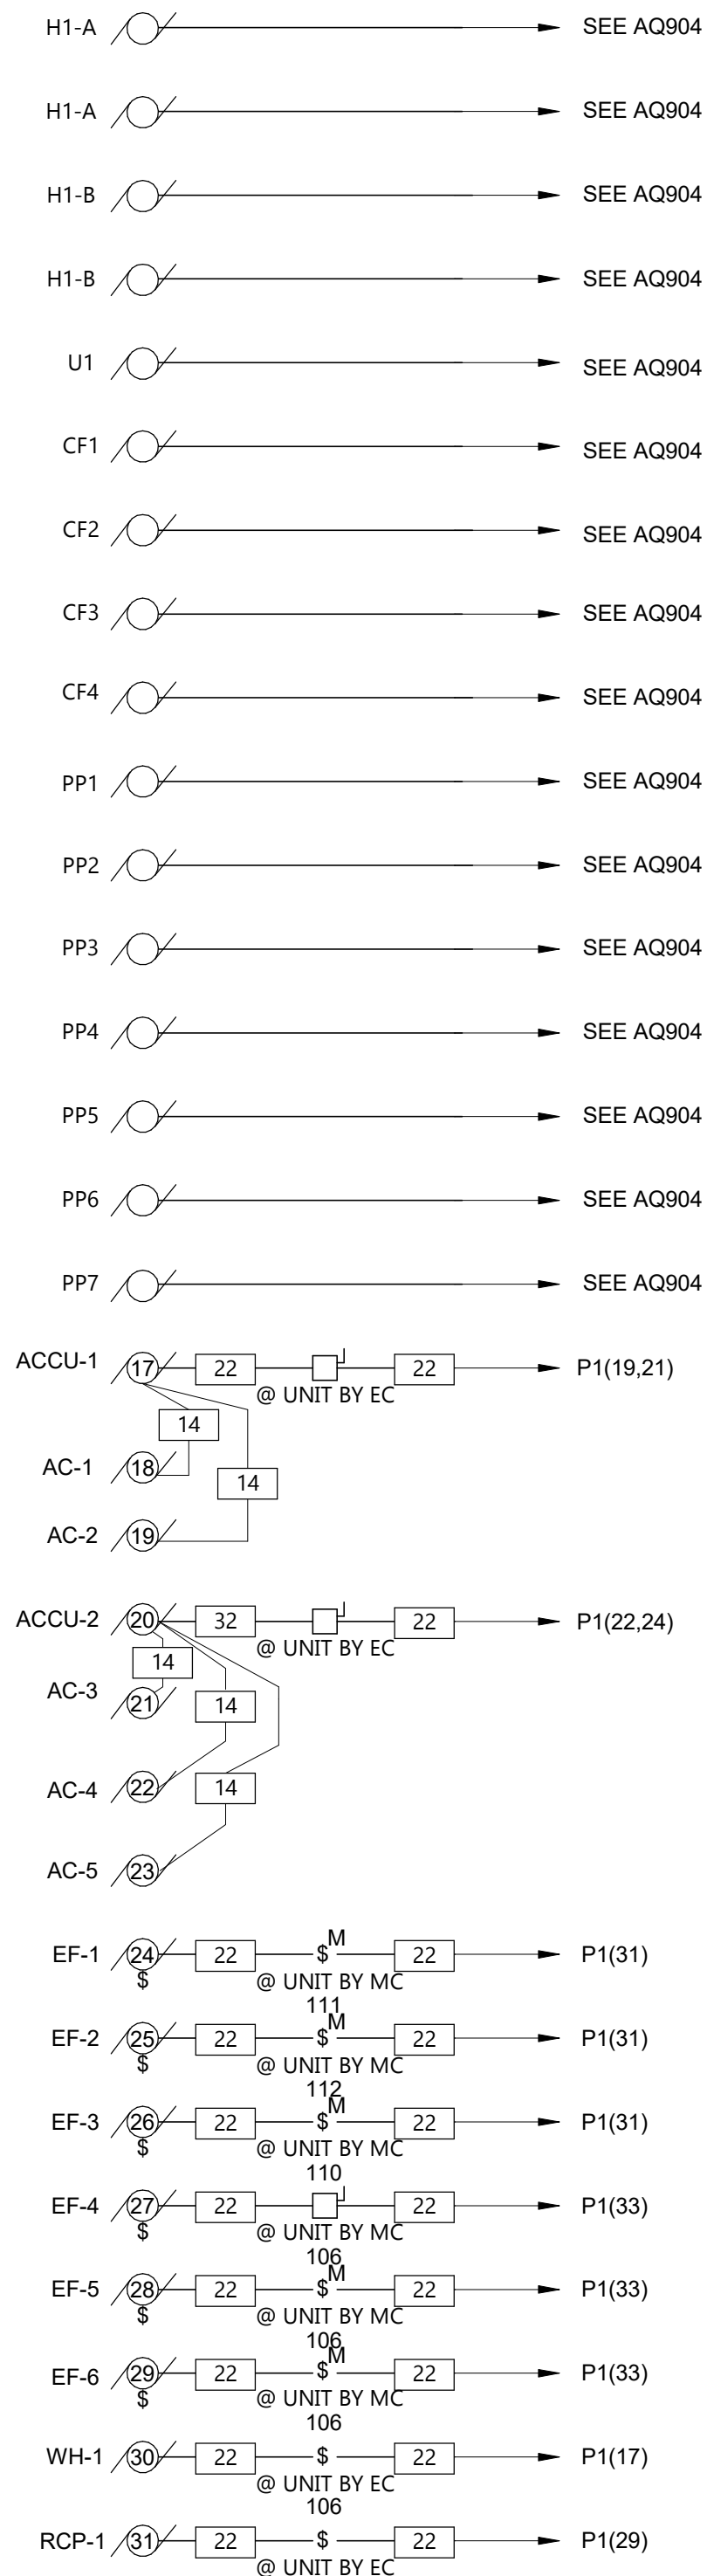 H1-A SEE AQ904
H1-A SEE AQ904
H1-B SEE AQ904
H1-B SEE AQ904
U1 SEE AQ904
CF1 SEE AQ904
CF2 SEE AQ904
CF3 SEE AQ904
CF4 SEE AQ904
PP1 SEE AQ904
PP2 SEE AQ904
PP3 SEE AQ904
PP4 SEE AQ904
PP5 SEE AQ904
PP6 SEE AQ904
PP7 SEE AQ904
ACCU-1 17 22 22 P1(19,21)
@ UNIT BY EC
14
AC-1 18
14
AC-2 19
ACCU-2 20 32 22 P1(22,24)
@ UNIT BY EC
14
AC-3 21
14
AC-4 22
14
AC-5 23
EF-1 24 22 $ M 22 P1(31)
$ @ UNIT BY MC
111
EF-2 25 22 $ M 22 P1(31)
$ @ UNIT BY MC
112
EF-3 26 22 $ M 22 P1(31)
$ @ UNIT BY MC
110
EF-4 27 22 22 P1(33)
$ @ UNIT BY MC
106
EF-5 28 22 $ M 22 P1(33)
$ @ UNIT BY MC
106
EF-6 29 22 $ M 22 P1(33)
$ @ UNIT BY MC
106
WH-1 30 22 $ 22 P1(17)
@ UNIT BY EC
106
RCP-1 31 22 $ 22 P1(29)
@ UNIT BY EC